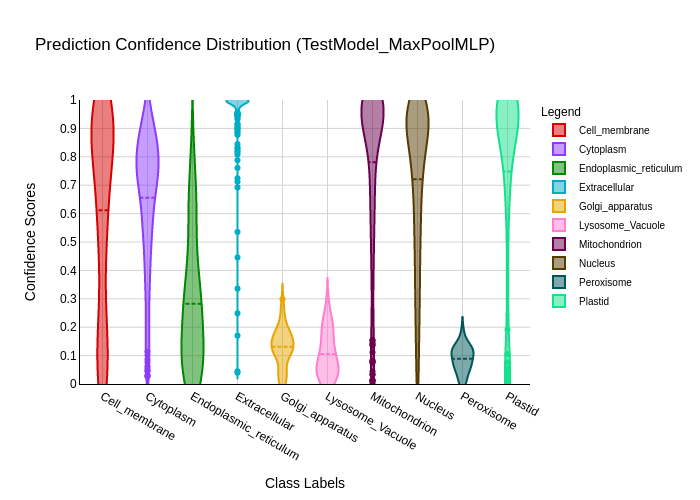 Prediction Confidence Distribution (TestModel_MaxPoolMLP)
Confidence Scores
1
0.9
0.8
0.7
0.6
0.5
0.4
0.3
0.2
0.1
0
Cell_membrane
Cytoplasm
Endoplasmic_reticulum
Extracellular
Golgi_apparatus
Lysosome_Vacuole
Mitochondrion
Nucleus
Peroxisome
Plastid
Class Labels
Legend
Cell_membrane
Cytoplasm
Endoplasmic_reticulum
Extracellular
Golgi_apparatus
Lysosome_Vacuole
Mitochondrion
Nucleus
Peroxisome
Plastid